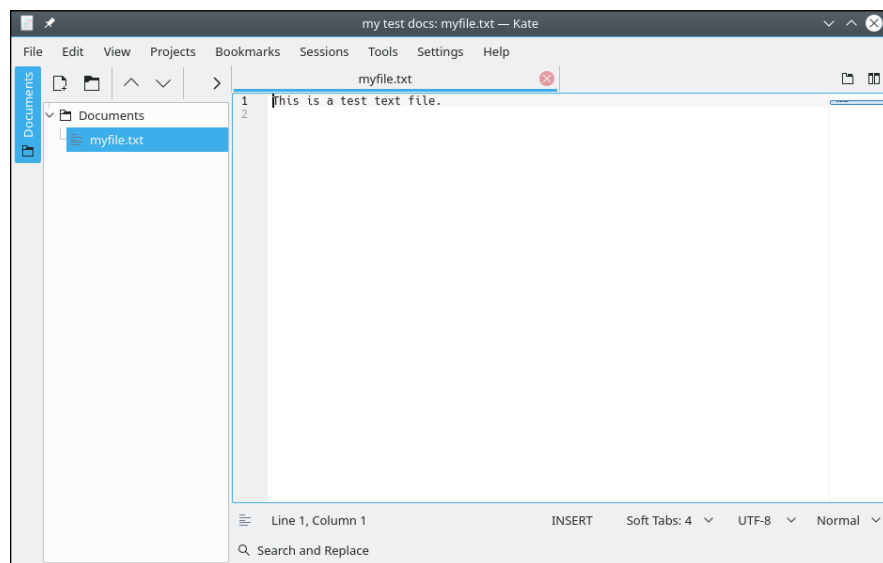 my test docs: myfile.txt — Kate
File Edit View Projects Bookmarks Sessions Tools Settings Help
Documents
myfile.txt
Documents
myfile.txt
1 This is a test text file.
2
Line 1, Column 1 INSERT Soft Tabs: 4 UTF-8 Normal
Search and Replace